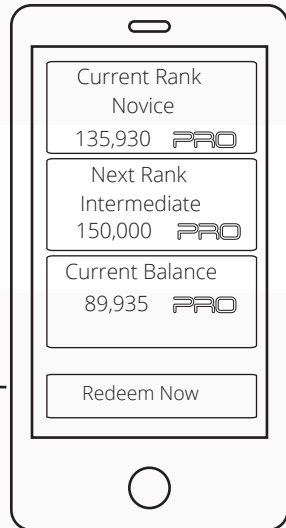 Current Rank
Novice
135,930 PRO
Next Rank
Intermediate
150,000 PRO
Current Balance
89,935 PRO
Redeem Now